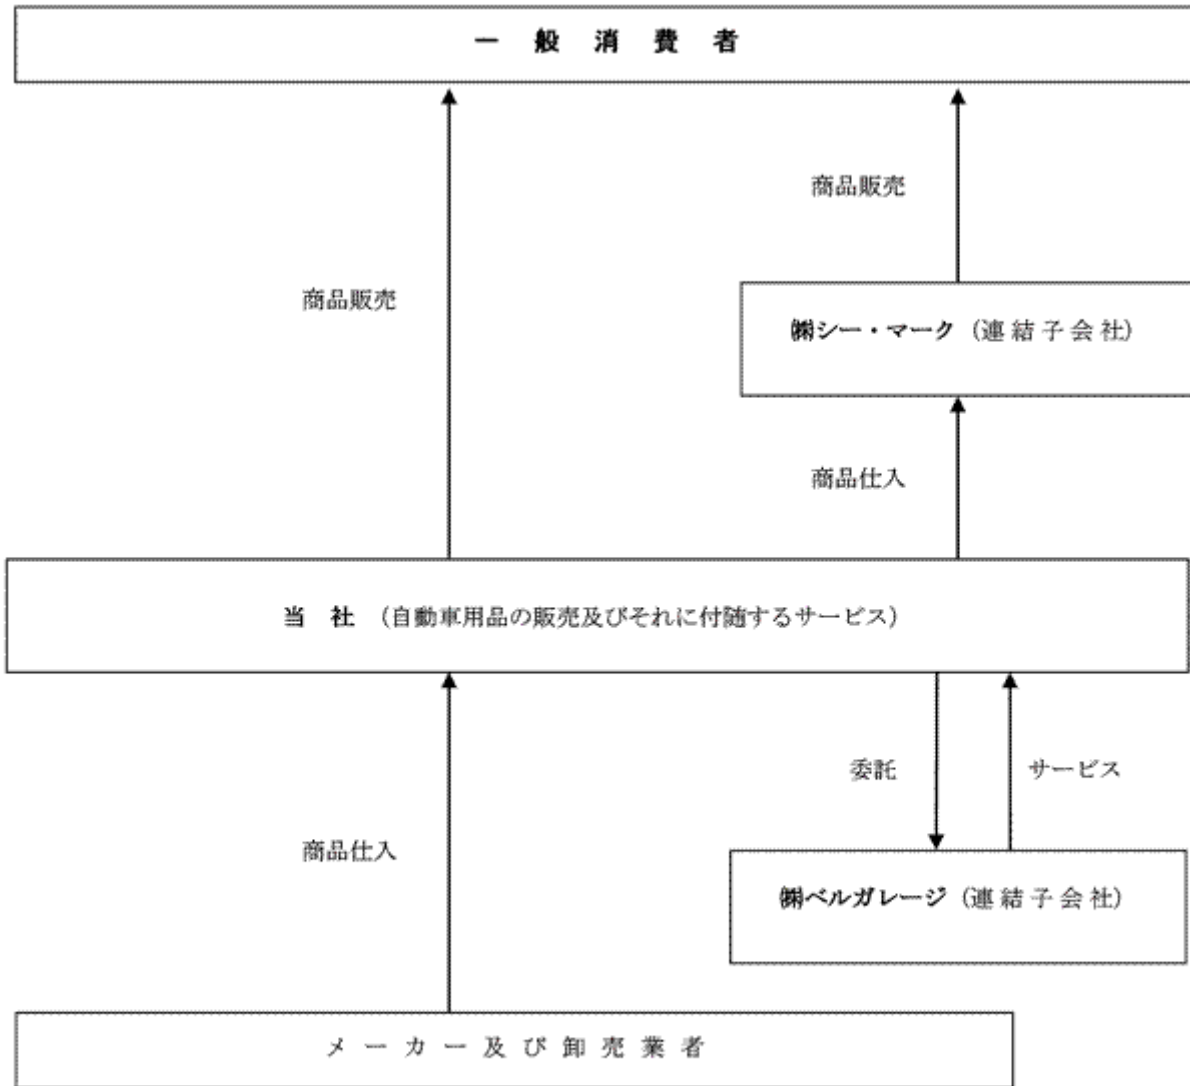 一般消費者
商品販売
商品販売
㈱シー・マーク（連結子会社）
商品仕入
当社（自動車用品の販売及びそれに付随するサービス）
委託
サービス
商品仕入
㈱ベルガレージ（連結子会社）
メーカー及び卸売業者